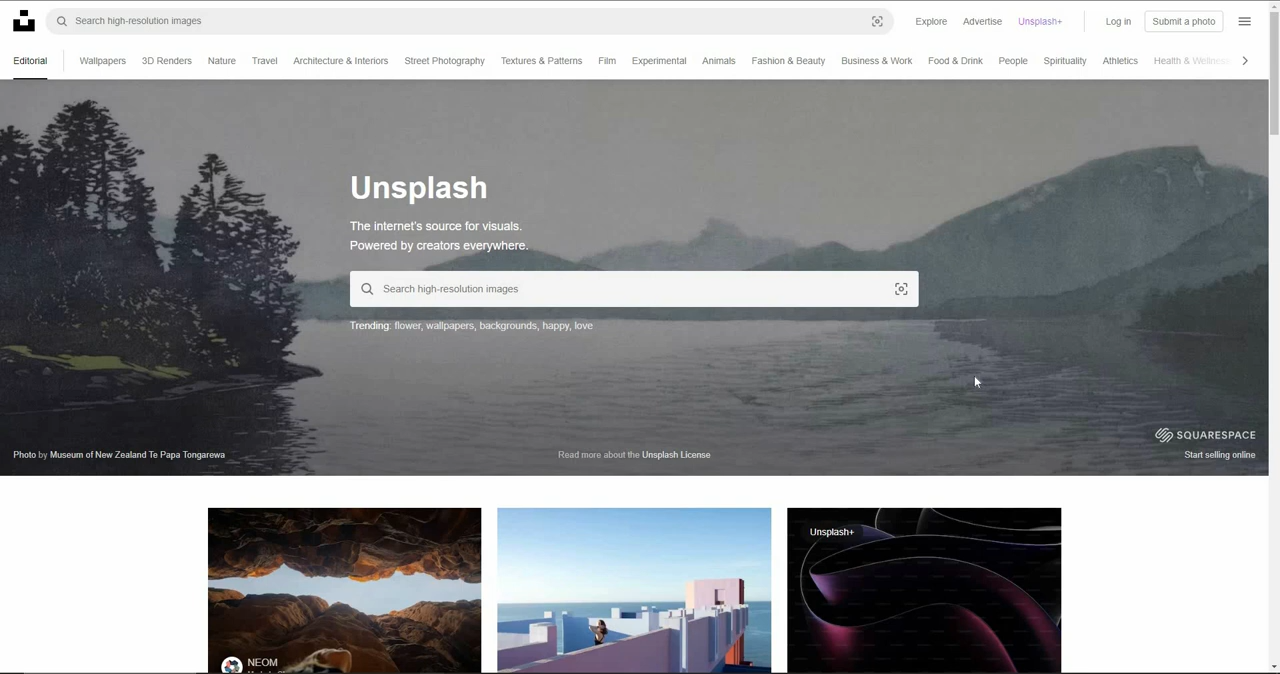 Search high-resolution images
Explore Advertise Unsplash+ Log in Submit a photo
Editorial Wallpapers 3D Renders Nature Travel Architecture & Interiors Street Photography Textures & Patterns Film Experimental Animals Fashion & Beauty Business & Work Food & Drink People Spirituality Athletics Health & Wellness
Unsplash
The internet's source for visuals.
Powered by creators everywhere.
Search high-resolution images
Trending: flower, wallpapers, backgrounds, happy, love
SQUARESPACE
Photo by Museum of New Zealand Te Papa Tongarewa
Read more about the Unsplash License
Start selling online
Unsplash+
NEOM